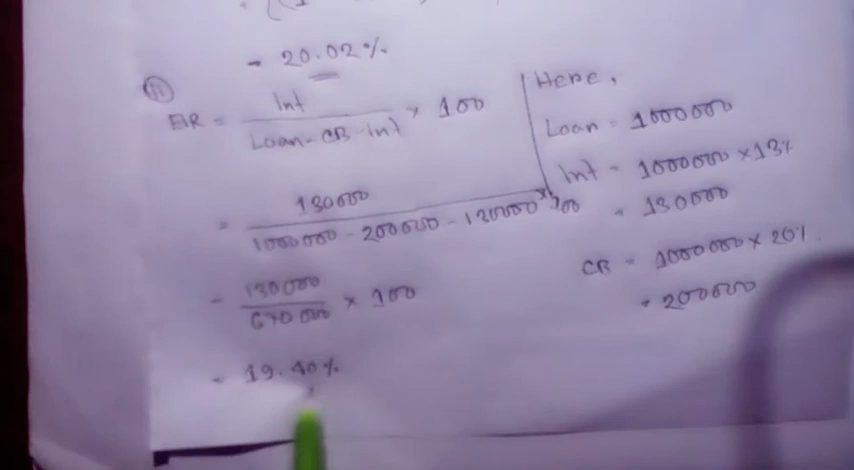 = 20.02%
(ii)
EIR = Int / Loan - CB - Int × 100
= 130000 / 1000000 - 200000 - 130000 × 100
= 130000 / 670000 × 100
= 19.40%
Here,
Loan = 1000000
Int = 1000000 × 13%
= 130000
CB = 1000000 × 20%
= 200000